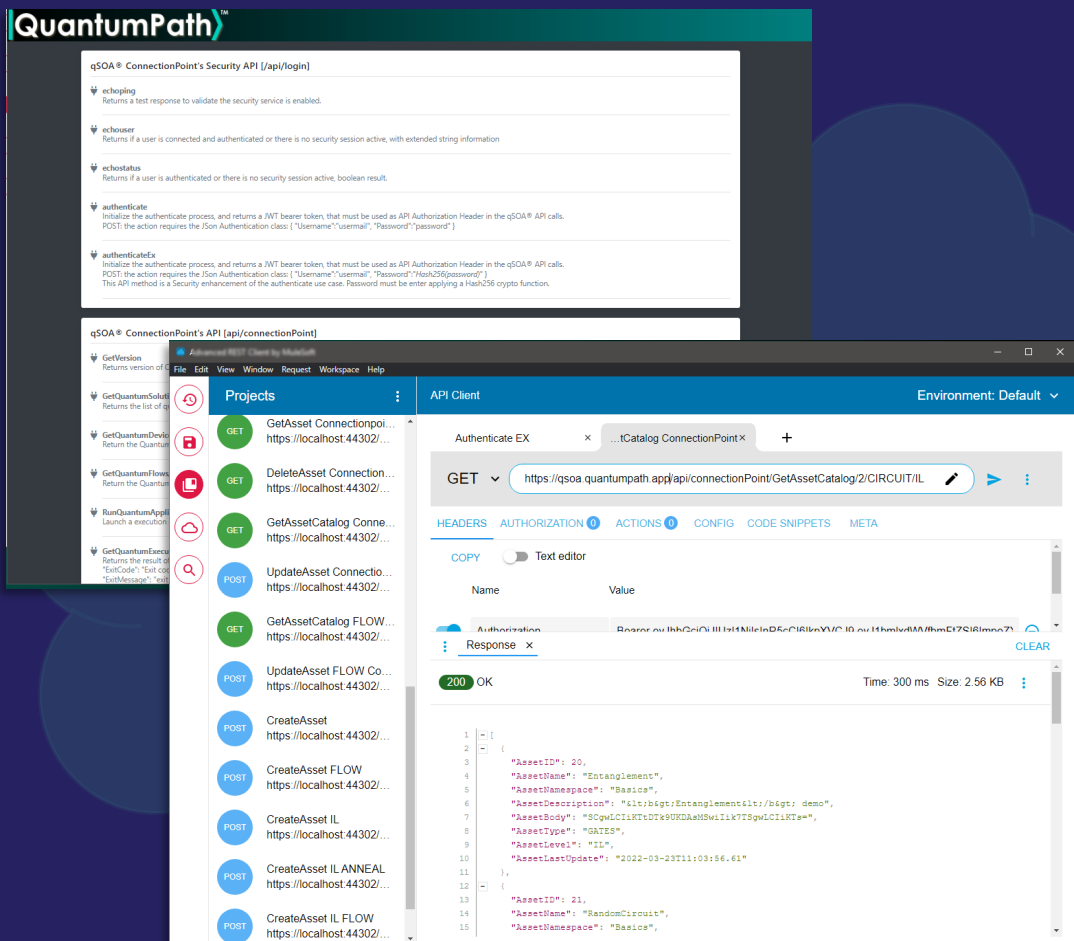 QuantumPath™
qSOA® ConnectionPoint's Security API [/api/login]
echoping
Returns a test response to validate the security service is enabled.
echouser
Returns if a user is connected and authenticated or there is no security session active, with extended string information
echostatus
Returns if a user is authenticated or there is no security session active, boolean result.
authenticate
Initialize the authenticate process, and returns a JWT bearer token, that must be used as API Authorization Header in the qSOA® API calls.
POST: the action requires the JSon Authentication class: { "Username":"usermail", "Password":"password" }
authenticateEx
Initialize the authenticate process, and returns a JWT bearer token, that must be used as API Authorization Header in the qSOA® API calls.
POST: the action requires the JSon Authentication class: { "Username":"usermail", "Password":"Hash256(password)" }
This API method is a Security enhancement of the authenticate use case. Password must be enter applying a Hash256 crypto function.
qSOA® ConnectionPoint's API [api/connectionPoint]
GetVersion
Returns version of
GetQuantumSoluti
Returns the list of q
GetQuantumDevic
Return the Quantun
GetQuantumFlows
Return the Quantun
RunQuantumAppli
Launch a execution
GetQuantumExecu
Returns the result of
"ExitCode": "Exit coc
"ExitMessage": "exit
Advanced REST Client by MuleSoft
File Edit View Window Request Workspace Help
Projects
API Client
Environment: Default
GET
GetAsset Connectionpoi...
https://localhost:44302/...
GET
DeleteAsset Connection...
https://localhost:44302/...
GET
GetAssetCatalog Conne...
https://localhost:44302/...
POST
UpdateAsset Connectio...
https://localhost:44302/...
GET
GetAssetCatalog FLOW...
https://localhost:44302/...
POST
UpdateAsset FLOW Co...
https://localhost:44302/...
POST
CreateAsset
https://localhost:44302/...
POST
CreateAsset FLOW
https://localhost:44302/...
POST
CreateAsset IL
https://localhost:44302/...
POST
CreateAsset IL ANNEAL
https://localhost:44302/...
POST
CreateAsset IL FLOW
https://localhost:44302/...
Authenticate EX ×
...tCatalog ConnectionPoint ×
+
GET https://qsoa.quantumpath.app/api/connectionPoint/GetAssetCatalog/2/CIRCUIT/IL
HEADERS AUTHORIZATION 0 ACTIONS 0 CONFIG CODE SNIPPETS META
COPY Text editor
Name Value
Authorization
Response × CLEAR
200 OK Time: 300 ms Size: 2.56 KB
1 [
2 {
3 "AssetID": 20,
4 "AssetName": "Entanglement",
5 "AssetNamespace": "Basics",
6 "AssetDescription": "&lt;b&gt;Entanglement&lt;/b&gt; demo",
7 "AssetBody": "SCgwLCIiKTtDTk9UKDAsMSwiIik7TSgwLCIiKTs=",
8 "AssetType": "GATES",
9 "AssetLevel": "IL",
10 "AssetLastUpdate": "2022-03-23T11:03:56.61"
11 },
12 {
13 "AssetID": 21,
14 "AssetName": "RandomCircuit",
15 "AssetNamespace": "Basics",